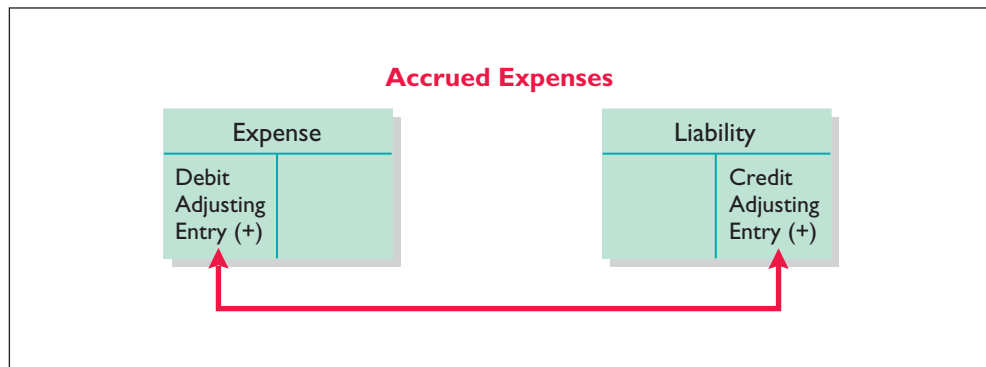 Accrued Expenses
Expense
Debit
Adjusting
Entry (+)
Liability
Credit
Adjusting
Entry (+)